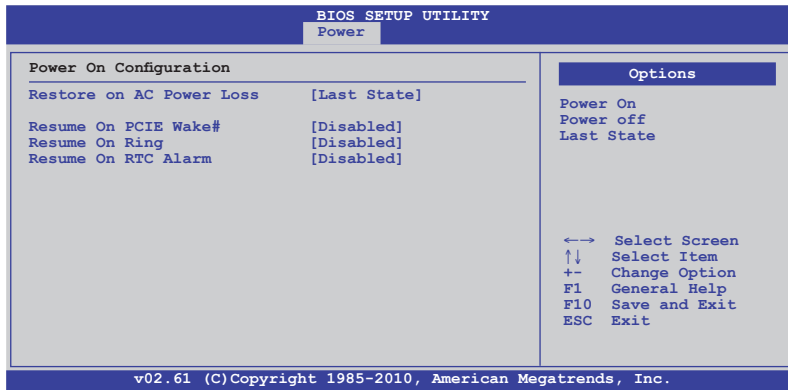 BIOS SETUP UTILITY
Power
Power On Configuration
Restore on AC Power Loss [Last State]
Resume On PCIE Wake# [Disabled]
Resume On Ring [Disabled]
Resume On RTC Alarm [Disabled]
Options
Power On
Power off
Last State
←→ Select Screen
↑↓ Select Item
+- Change Option
F1 General Help
F10 Save and Exit
ESC Exit
v02.61 (C)Copyright 1985-2010, American Megatrends, Inc.